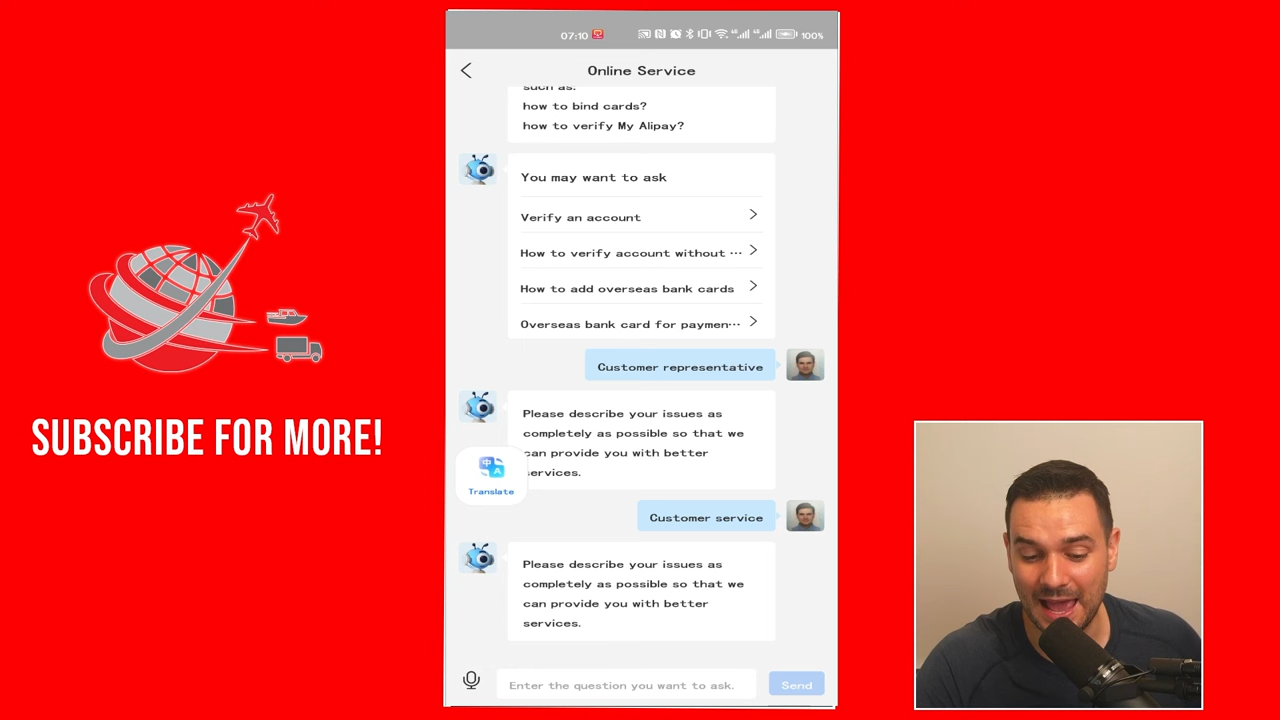 07:10
100%
Online Service
such as:
how to bind cards?
how to verify My Alipay?
You may want to ask
Verify an account
How to verify account without ...
How to add overseas bank cards
Overseas bank card for paymen...
Customer representative
Please describe your issues as
completely as possible so that we
can provide you with better
services.
中 A
Translate
Customer service
Please describe your issues as
completely as possible so that we
can provide you with better
services.
Enter the question you want to ask.
Send
SUBSCRIBE FOR MORE!